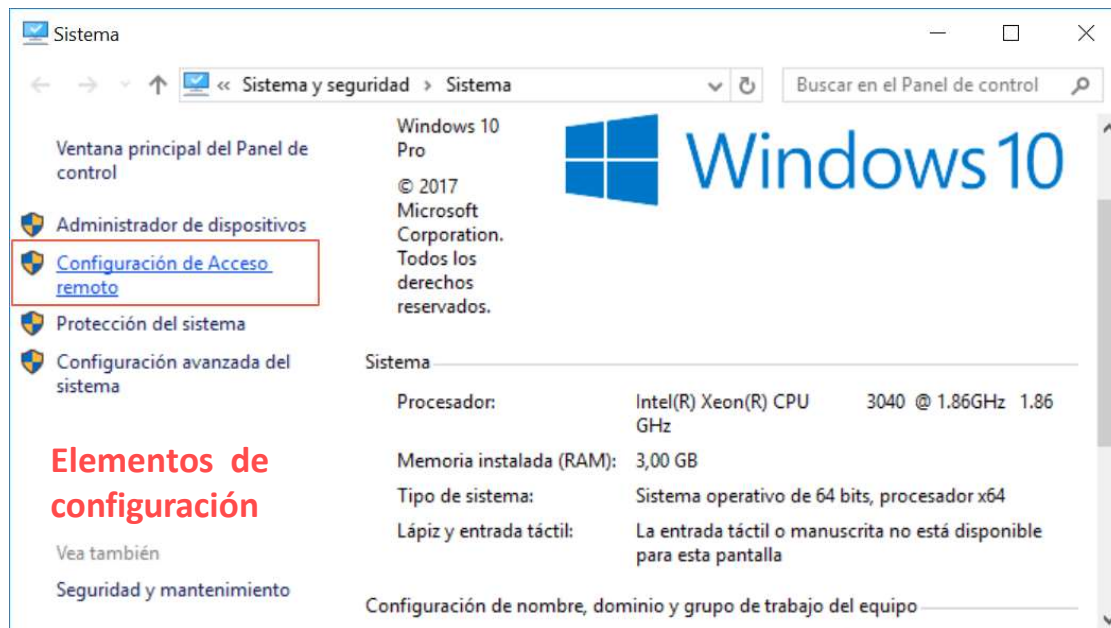 Sistema
« Sistema y seguridad › Sistema
Buscar en el Panel de control
Ventana principal del Panel de
control
Administrador de dispositivos
Configuración de Acceso
remoto
Protección del sistema
Configuración avanzada del
sistema
Elementos de
configuración
Vea también
Seguridad y mantenimiento
Windows 10
Pro
© 2017
Microsoft
Corporation.
Todos los
derechos
reservados.
Windows 10
Sistema
Procesador: Intel(R) Xeon(R) CPU 3040 @ 1.86GHz 1.86
GHz
Memoria instalada (RAM): 3,00 GB
Tipo de sistema: Sistema operativo de 64 bits, procesador x64
Lápiz y entrada táctil: La entrada táctil o manuscrita no está disponible
para esta pantalla
Configuración de nombre, dominio y grupo de trabajo del equipo